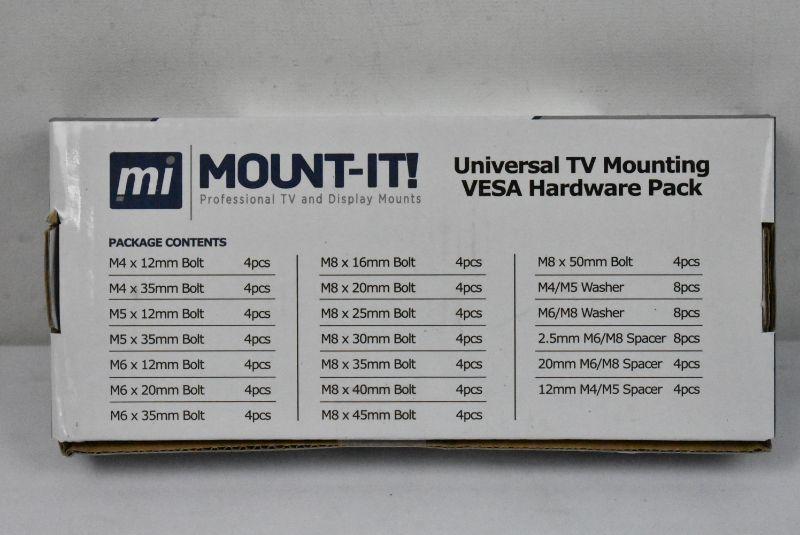 mi
MOUNT-IT!
Professional TV and Display Mounts
Universal TV Mounting
VESA Hardware Pack
PACKAGE CONTENTS
M4 x 12mm Bolt 4pcs
M4 x 35mm Bolt 4pcs
M5 x 12mm Bolt 4pcs
M5 x 35mm Bolt 4pcs
M6 x 12mm Bolt 4pcs
M6 x 20mm Bolt 4pcs
M6 x 35mm Bolt 4pcs
M8 x 16mm Bolt 4pcs
M8 x 20mm Bolt 4pcs
M8 x 25mm Bolt 4pcs
M8 x 30mm Bolt 4pcs
M8 x 35mm Bolt 4pcs
M8 x 40mm Bolt 4pcs
M8 x 45mm Bolt 4pcs
M8 x 50mm Bolt 4pcs
M4/M5 Washer 8pcs
M6/M8 Washer 8pcs
2.5mm M6/M8 Spacer 8pcs
20mm M6/M8 Spacer 4pcs
12mm M4/M5 Spacer 4pcs